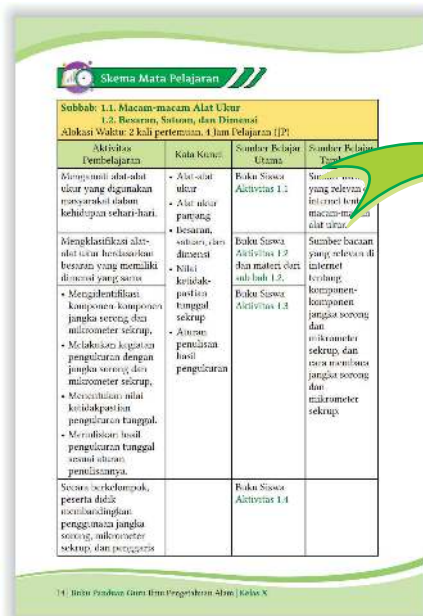 Skema Mata Pelajaran
Subbab: 1.1. Macam-macam Alat Ukur
1.2. Besaran, Satuan, dan Dimensi
Alokasi Waktu: 2 kali pertemuan, 4 Jam Pelajaran (JP)
Aktivitas
Pembelajaran
Kata Kunci
Sumber Belajar
Utama
Sumber Belajar
Mengamati alat-alat
ukur yang digunakan
masyarakat dalam
kehidupan sehari-hari.
Mengklasifikasi alat-
alat ukur berdasarkan
besaran yang memiliki
dimensi yang sama
• Mengidentifikasi
komponen-komponen
jangka sorong dan
mikrometer sekrup.
• Melakukan kegiatan
pengukuran dengan
jangka sorong dan
mikrometer sekrup.
• Menentukan nilai
ketidakpastian
pengukuran tunggal.
• Menuliskan hasil
pengukuran tunggal
sesuai aturan
penulisannya.
Secara berkelompok,
peserta didik
membandingkan
penggunaan jangka
sorong, mikrometer
sekrup, dan penggaris
• Alat-alat
ukur
• Alat ukur
panjang
• Besaran,
satuan, dan
dimensi
• Nilai
ketidak-
pastian
tunggal
sekrup
• Aturan
penulisan
hasil
pengukuran
Buku Siswa
Aktivitas 1.1
Buku Siswa
Aktivitas 1.2
dan materi dari
sub bab 1.2.
Buku Siswa
Aktivitas 1.3
Buku Siswa
Aktivitas 1.4
yang relevan
internet
alat ukur.
Sumber bacaan
yang relevan di
internet
tentang
komponen-
komponen
jangka sorong
dan
mikrometer
sekrup, dan
cara membaca
jangka sorong
dan
mikrometer
sekrup.
14 | Buku Panduan Guru Ilmu Pengetahuan Alam | Kelas X